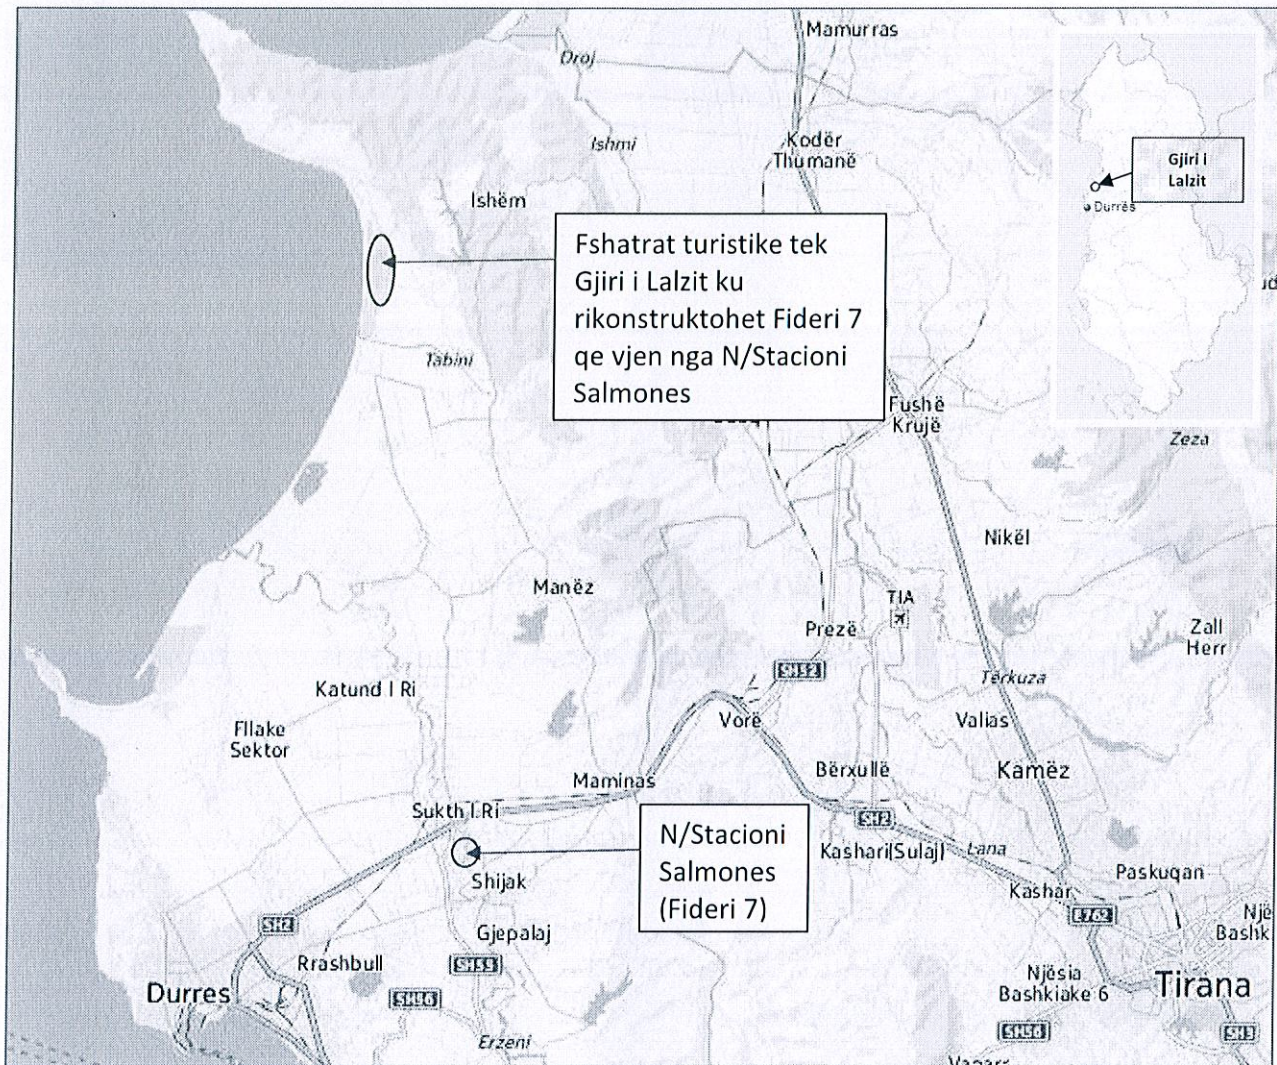 Mamurras
Droj
Ishmi
Kodër
Thumanë
Gjiri i
Lalzit
Durrës
Ishëm
Fshatrat turistike tek
Gjiri i Lalzit ku
rikonstruktohet Fideri 7
qe vjen nga N/Stacioni
Salmones
Tabini
Fushë
Krujë
Zeza
Nikël
Manëz
TIA
Prezë
Zall
Herr
SH52
Tërkuza
Katund I Ri
Vorë
Valias
Fllake
Sektor
Bërxullë
Kamëz
Maminas
Sukth I Ri
N/Stacioni
Salmones
(Fideri 7)
SH2
Kashari(Sulaj)
Lana
Shijak
Kashar
Paskuqan
SH2
E762
Një
Bashk
Gjepalaj
Rrashbull
SH53
Njësia
Bashkiake 6
Tirana
Durres
SH56
SH56
SH3
Erzeni